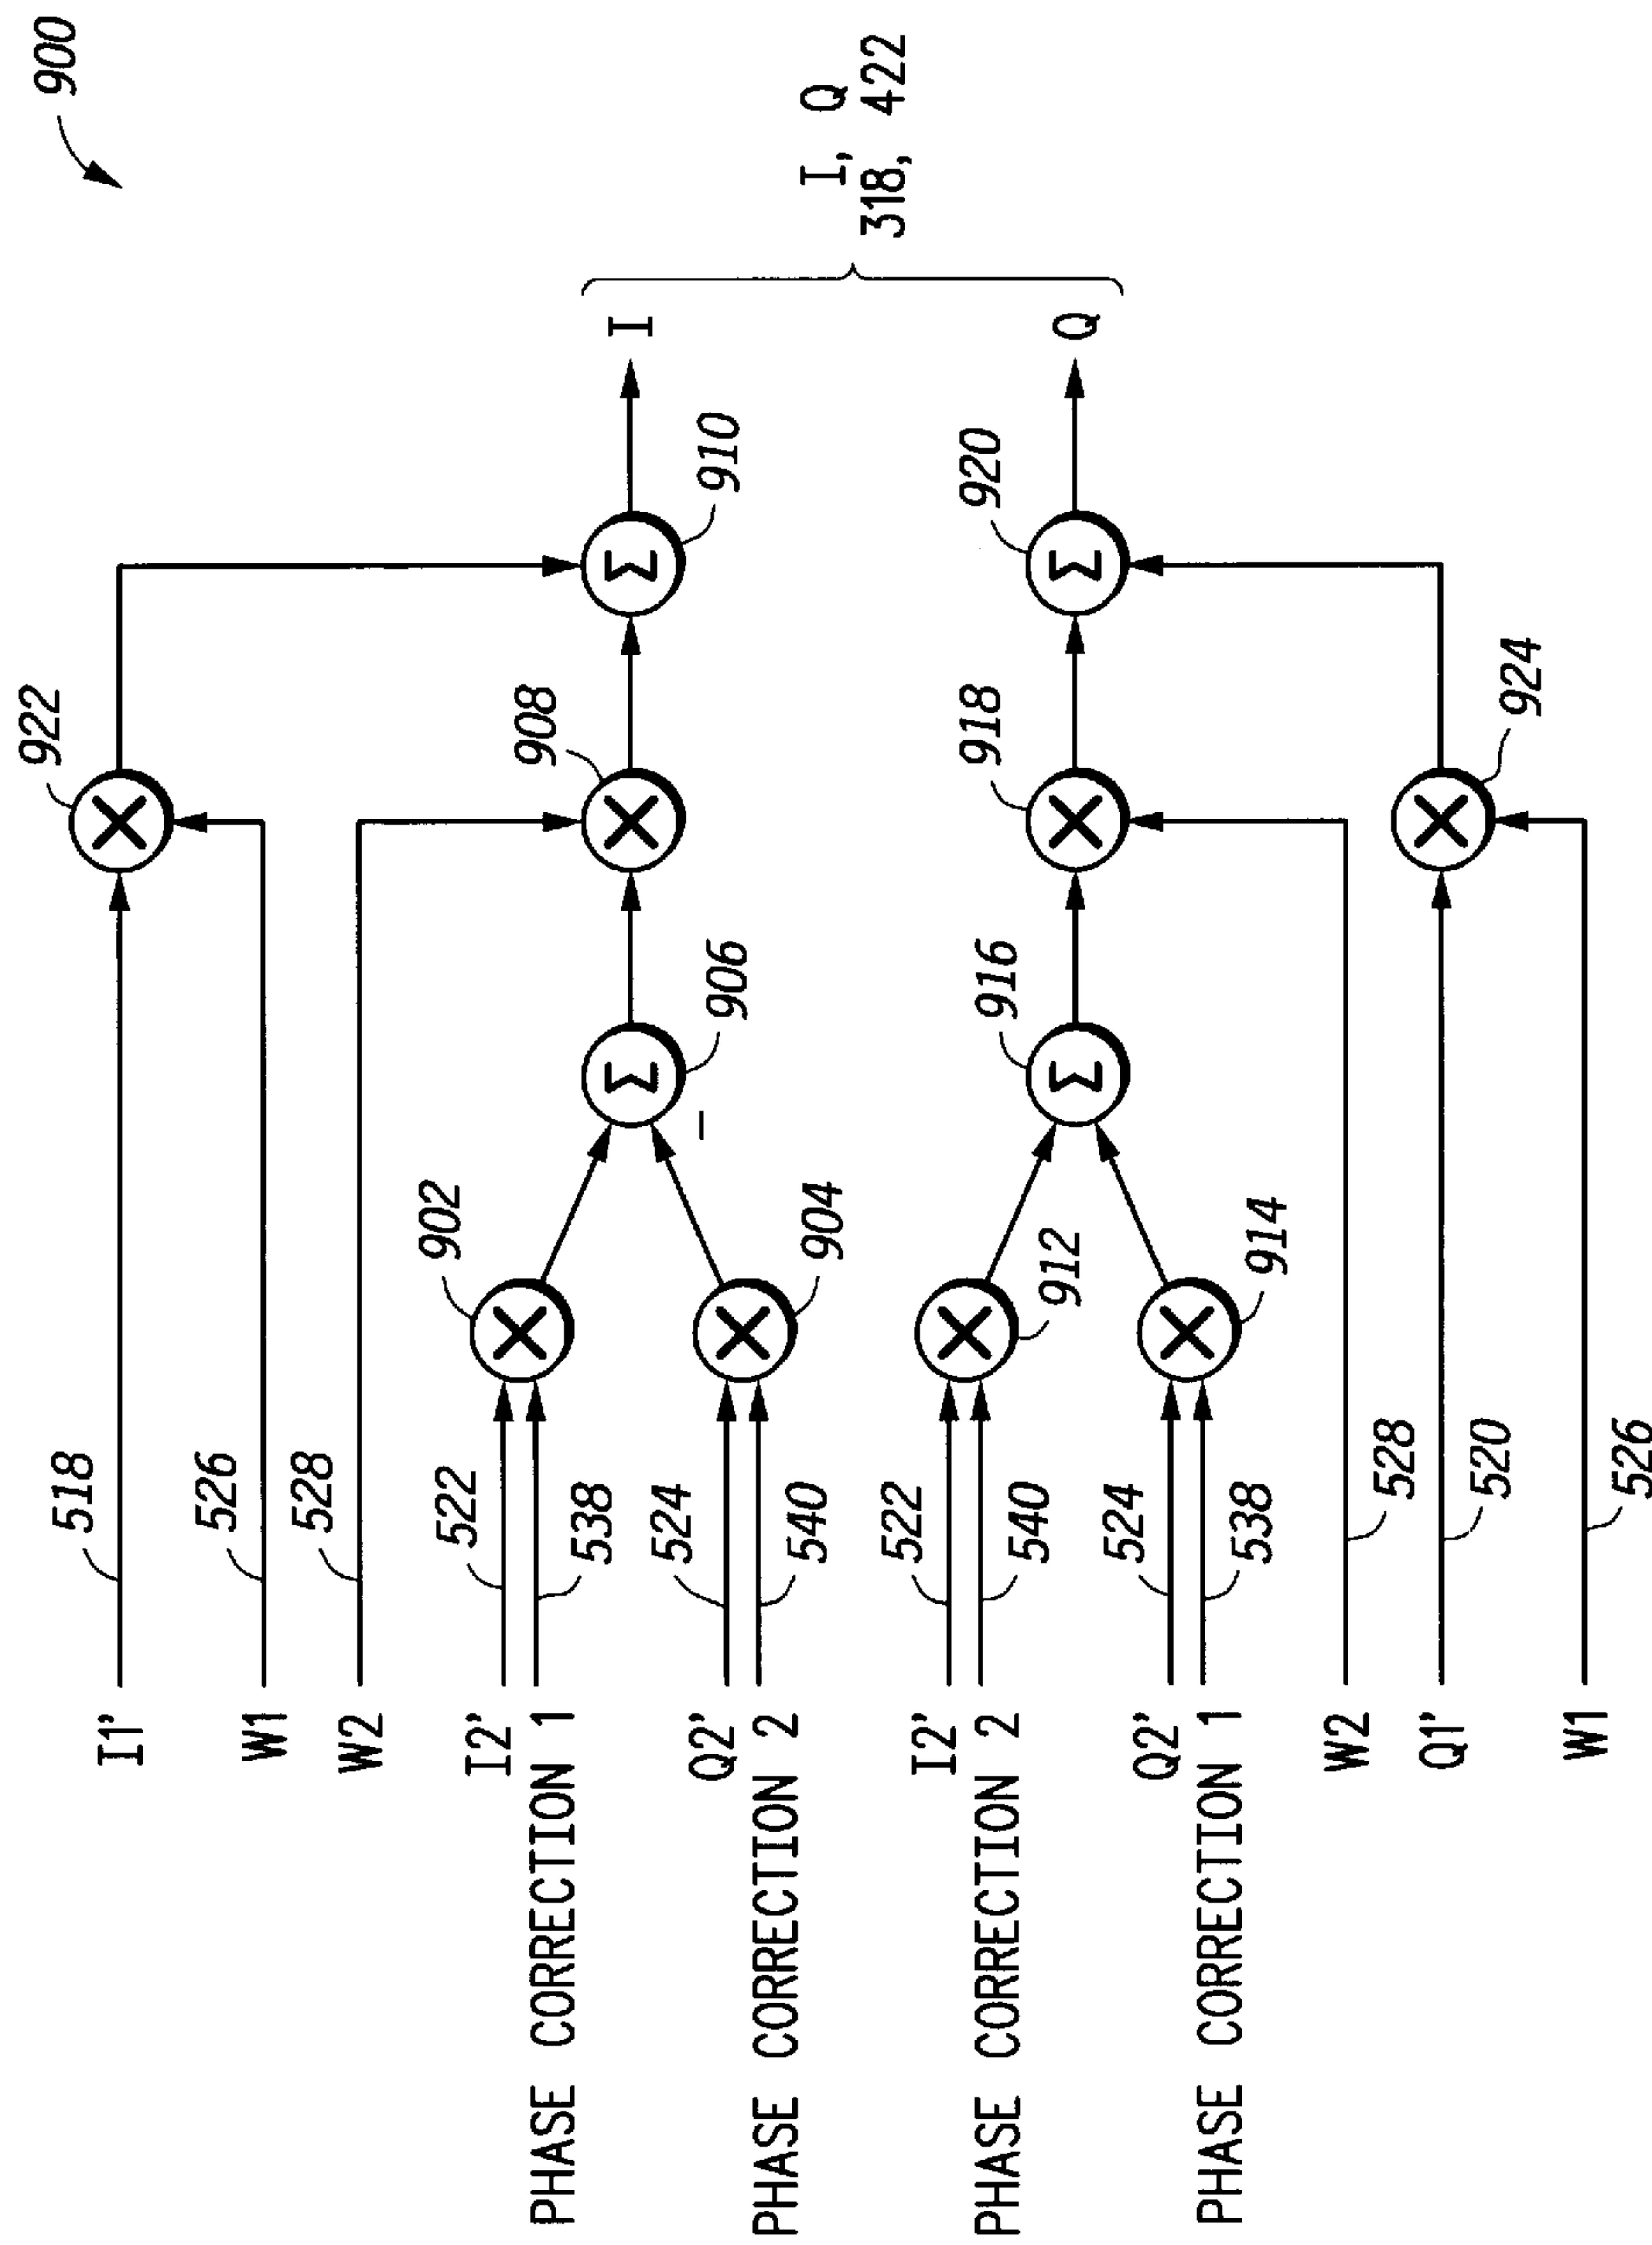 900
I1'
518
922
W1
526
W2
528
908
I2'
522
902
PHASE CORRECTION 1
538
906
910
I
Q2'
524
904
PHASE CORRECTION 2
540
–
Σ
Σ
I, Q
318, 422
I2'
522
912
PHASE CORRECTION 2
540
916
918
920
Q
Σ
Σ
Q2'
524
914
PHASE CORRECTION 1
538
W2
528
Q1'
520
924
W1
526